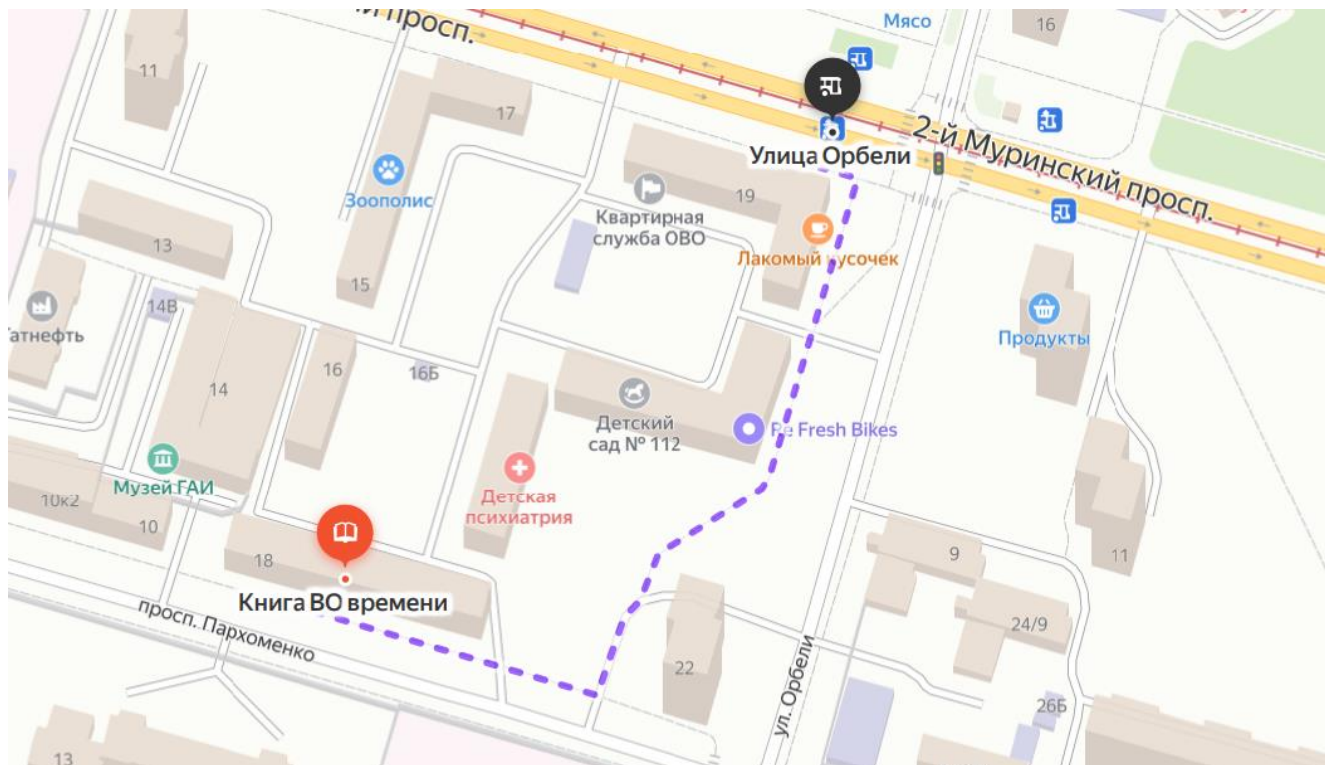 й просп.
Мясо
16
11
17
2-й Муринский просп.
Улица Орбели
Зоополис
19
Квартирная
служба ОВО
13
Лакомый кусочек
15
14В
Татнефть
Продукты
16
16Б
14
Детский
сад № 112
Re Fresh Bikes
Музей ГАИ
Детская
психиатрия
10к2
10
9
11
18
Книга ВО времени
просп. Пархоменко
24/9
22
ул. Орбели
26Б
13